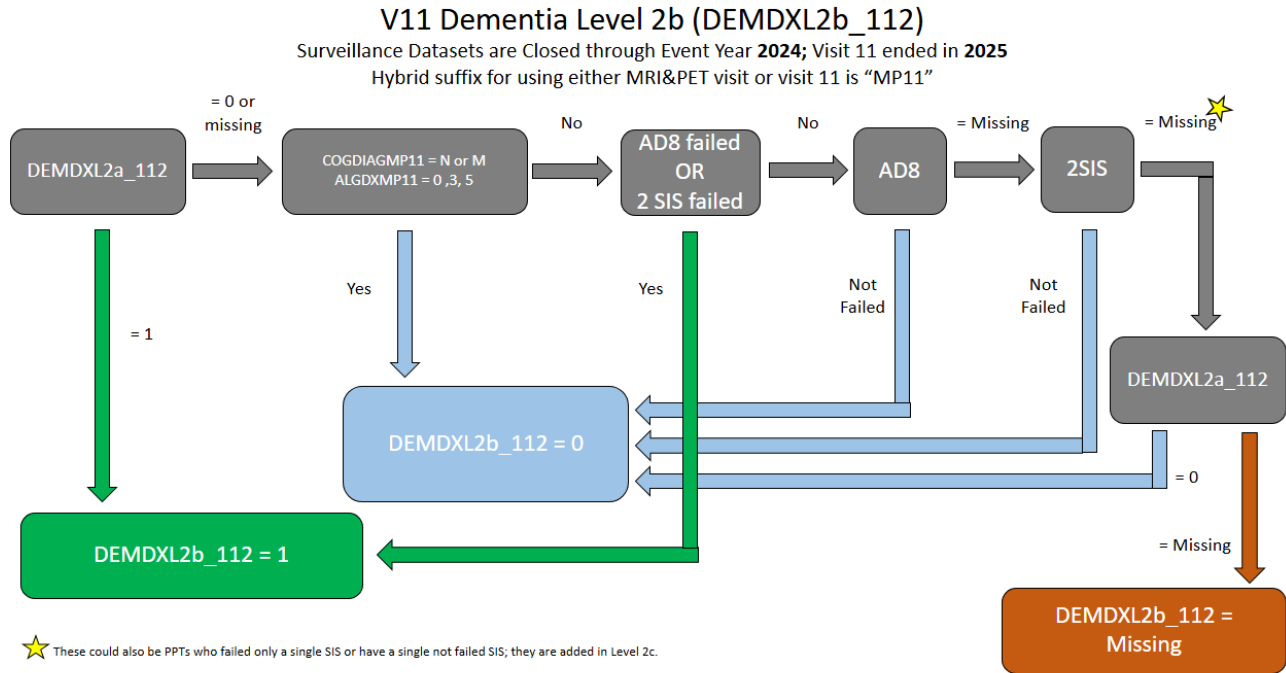 V11 Dementia Level 2b (DEMDXL2b_112)
Surveillance Datasets are Closed through Event Year 2024; Visit 11 ended in 2025
Hybrid suffix for using either MRI&PET visit or visit 11 is “MP11”
DEMDXL2a_112
= 0 or
missing
COGDIAGMP11 = N or M
ALGDXMP11 = 0 ,3, 5
No
AD8 failed
OR
2 SIS failed
No
AD8
= Missing
2SIS
= Missing
= 1
Yes
Yes
Not
Failed
Not
Failed
DEMDXL2a_112
DEMDXL2b_112 = 0
= 0
DEMDXL2b_112 = 1
= Missing
DEMDXL2b_112 =
Missing
These could also be PPTs who failed only a single SIS or have a single not failed SIS; they are added in Level 2c.